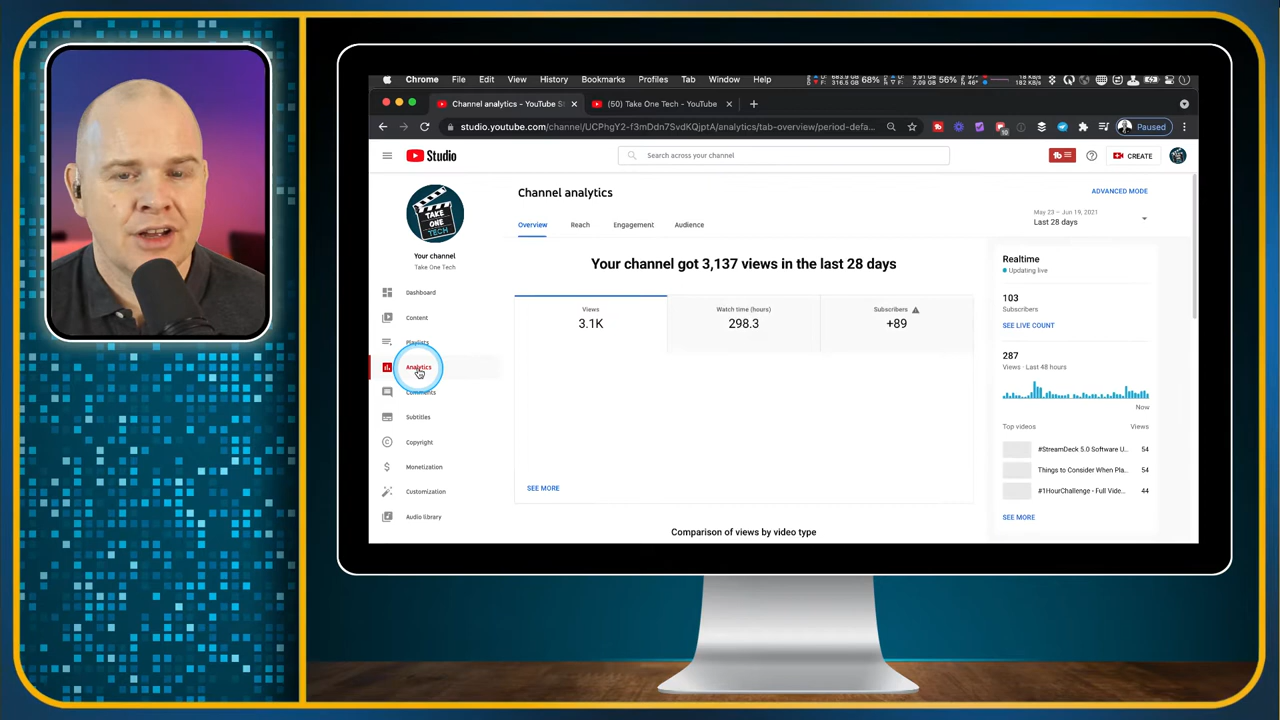 Chrome File Edit View History Bookmarks Profiles Tab Window Help
68% 56%
Channel analytics - YouTube S
(50) Take One Tech - YouTube
studio.youtube.com/channel/UCPhgY2-f3mDdn7SvdKQjptA/analytics/tab-overview/period-defa...
Paused
Studio
Search across your channel
CREATE
TAKE ONE TECH
Your channel
Take One Tech
Dashboard
Content
Playlists
Analytics
Comments
Subtitles
Copyright
Monetization
Customization
Audio library
Channel analytics
ADVANCED MODE
Overview Reach Engagement Audience
May 23 – Jun 19, 2021
Last 28 days
Your channel got 3,137 views in the last 28 days
Views
3.1K
Watch time (hours)
298.3
Subscribers
+89
SEE MORE
Comparison of views by video type
Realtime
Updating live
103
Subscribers
SEE LIVE COUNT
287
Views · Last 48 hours
Now
Top videos Views
#StreamDeck 5.0 Software U... 54
Things to Consider When Pla... 54
#1HourChallenge - Full Vide... 44
SEE MORE